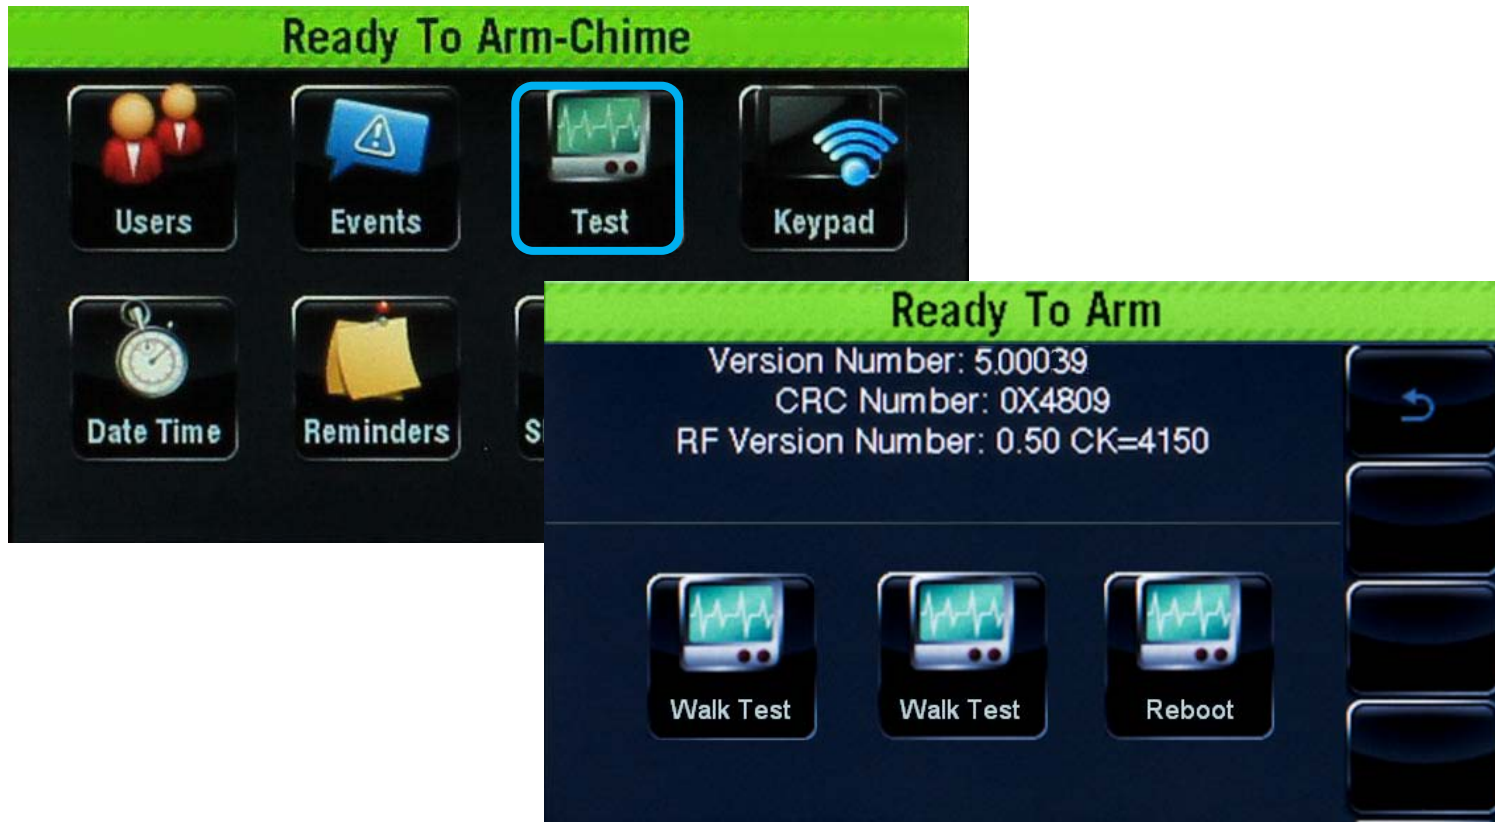 Ready To Arm-Chime
Users Events Test Keypad
Date Time Reminders S
Ready To Arm
Version Number: 5.00039
CRC Number: 0X4809
RF Version Number: 0.50 CK=4150
Walk Test Walk Test Reboot